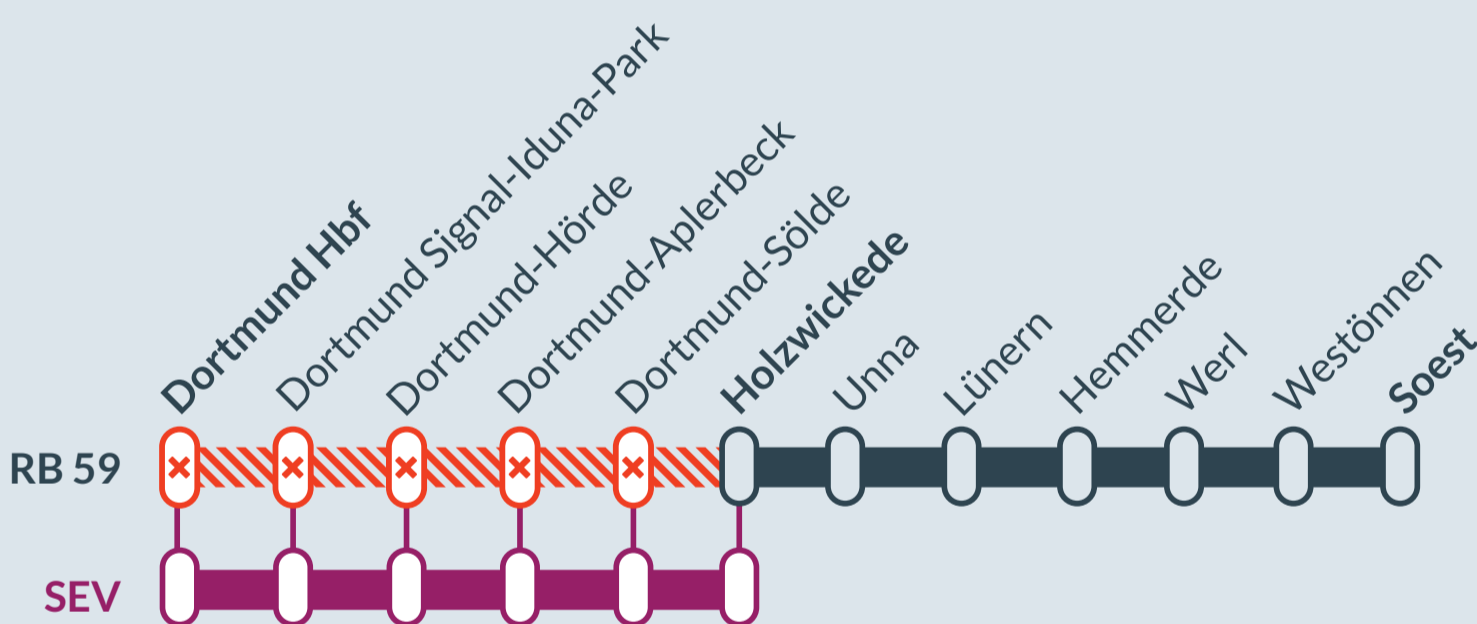 Dortmund Hbf
Dortmund Signal-Iduna-Park
Dortmund-Hörde
Dortmund-Aplerbeck
Dortmund-Sölde
Holzwickede
Unna
Lünern
Hemmerde
Werl
Westönnen
Soest
RB 59
SEV